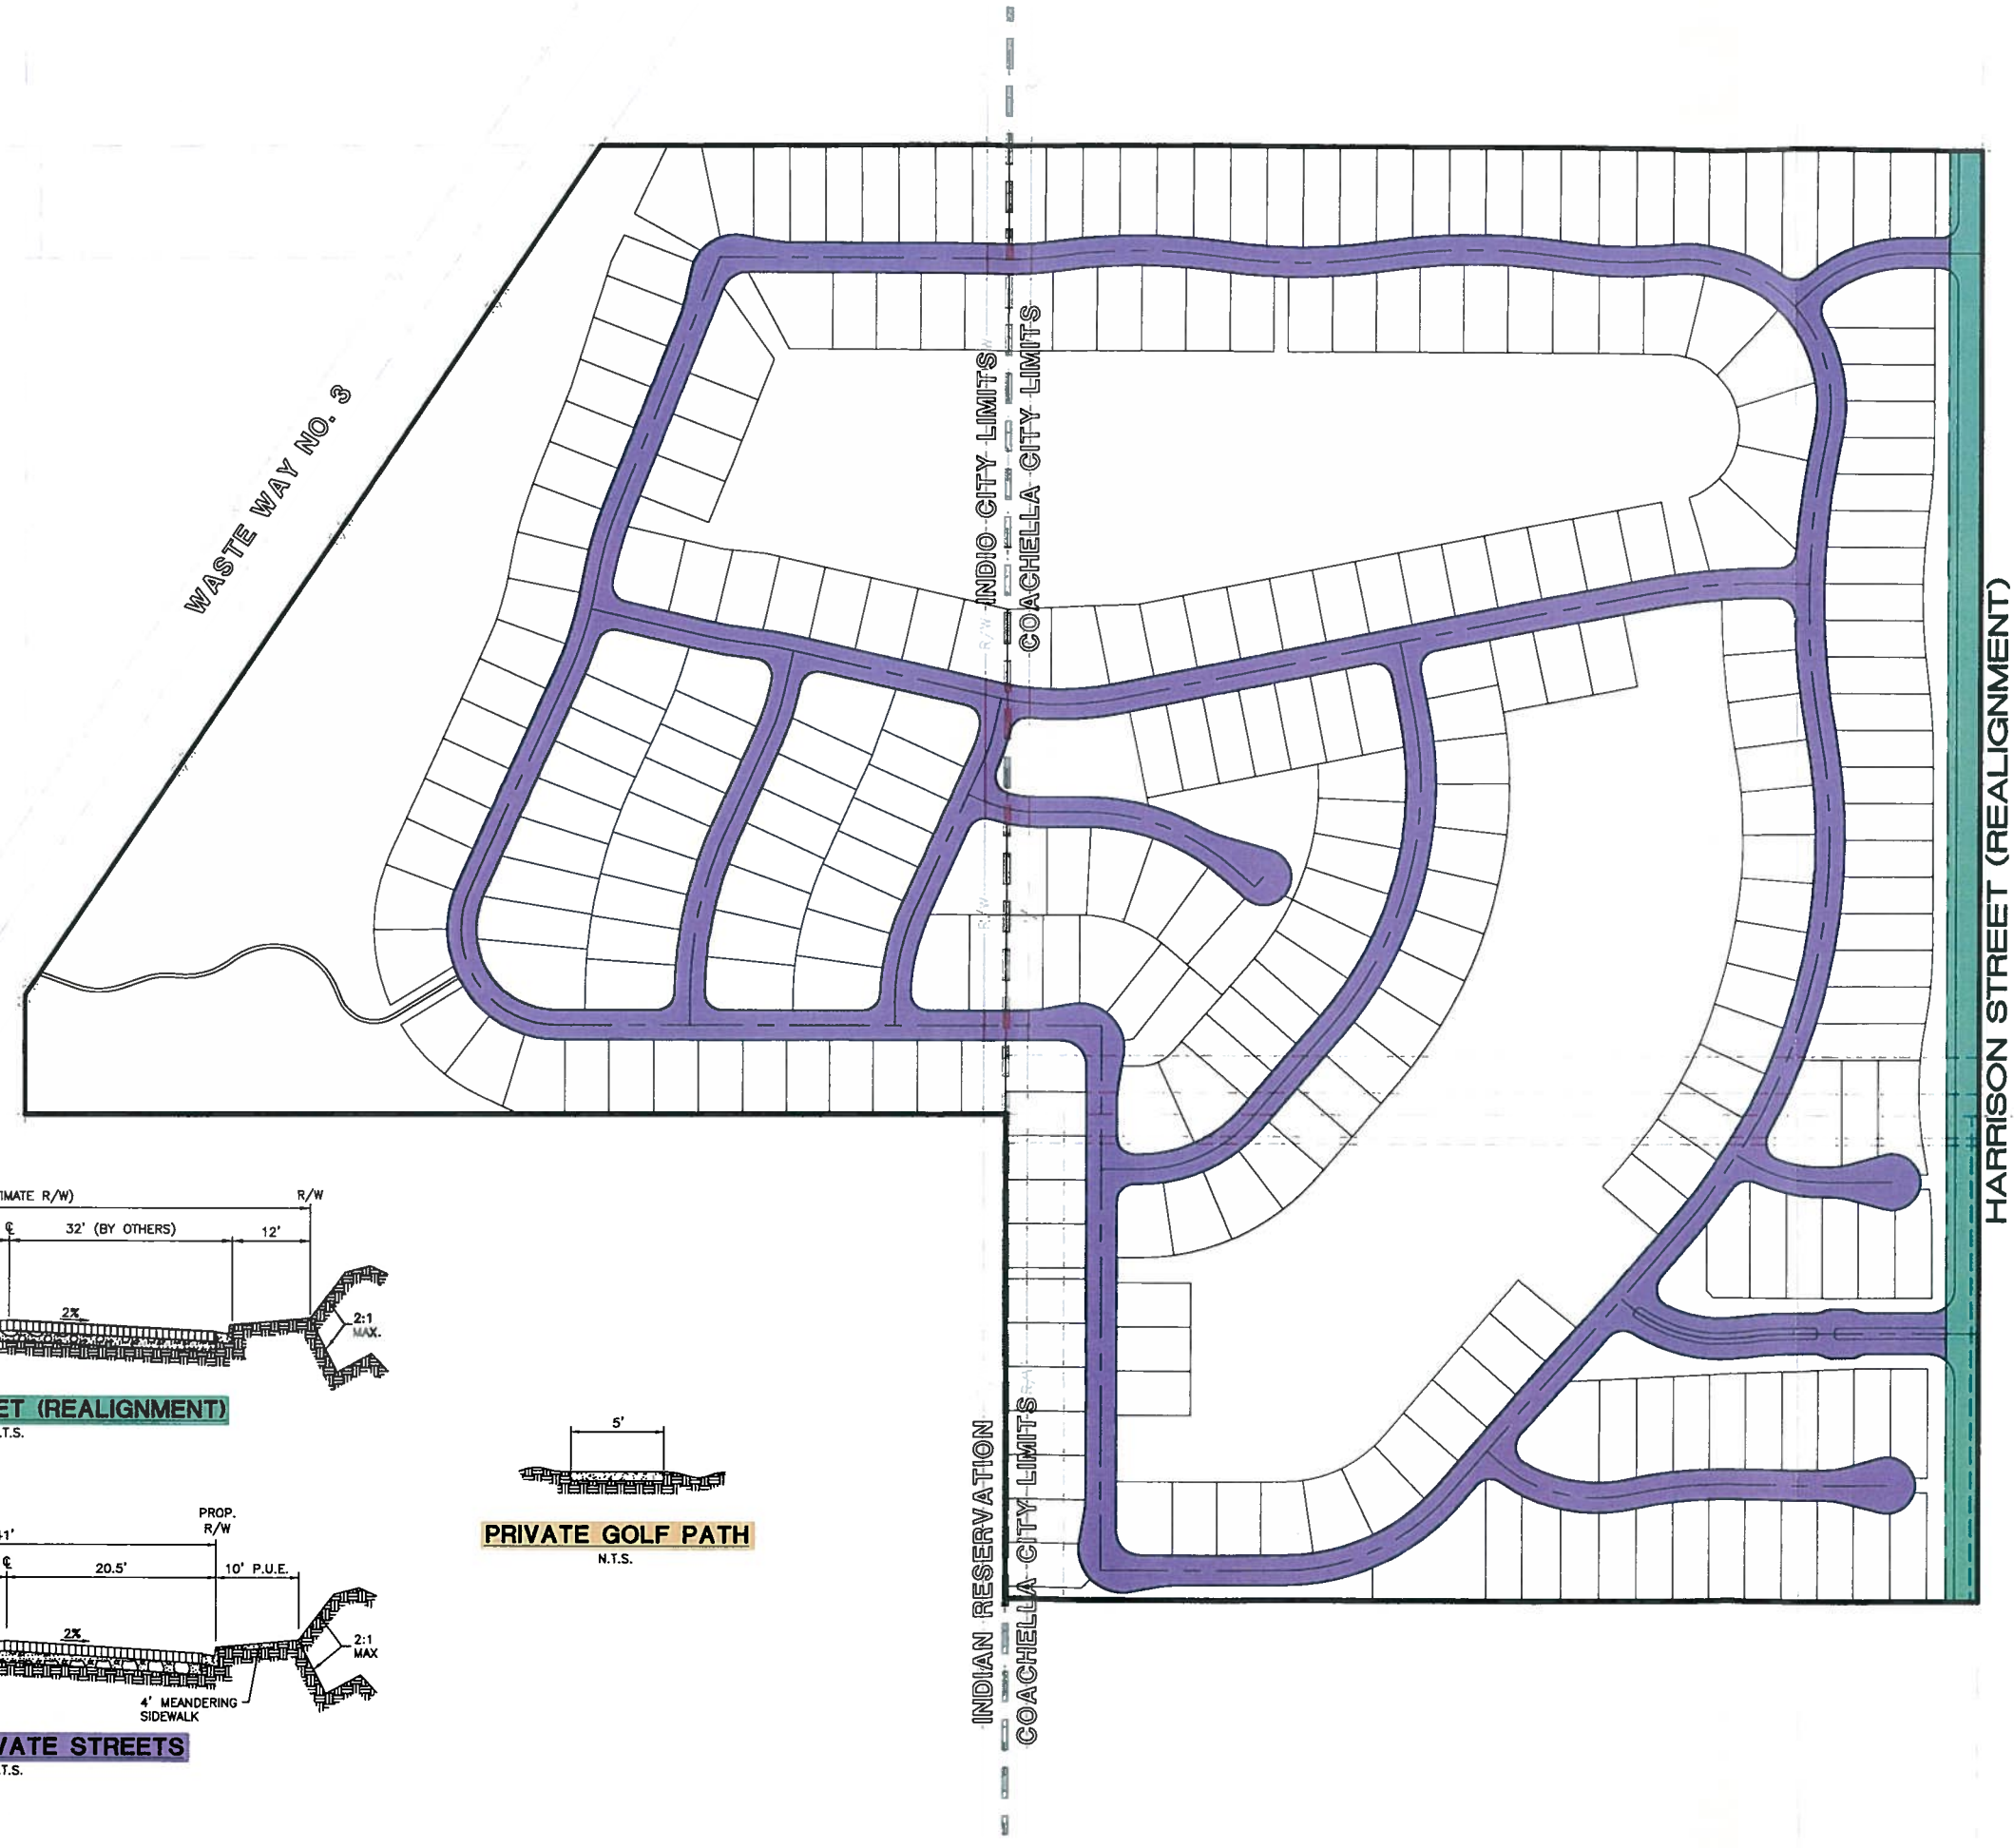 WASTE WAY NO. 3
INDIO CITY LIMITS
COACHELLA CITY LIMITS
R/W
R/W
HARRISON STREET (REALIGNMENT)
IMATE R/W)
R/W
℄
32' (BY OTHERS)
12'
2%
2:1
MAX.
ET (REALIGNMENT)
.T.S.
5'
PRIVATE GOLF PATH
N.T.S.
INDIAN RESERVATION
COACHELLA CITY LIMITS
R/W
PROP.
R/W
41'
℄
20.5'
10' P.U.E.
2%
2:1
MAX
4' MEANDERING
SIDEWALK
VATE STREETS
.T.S.